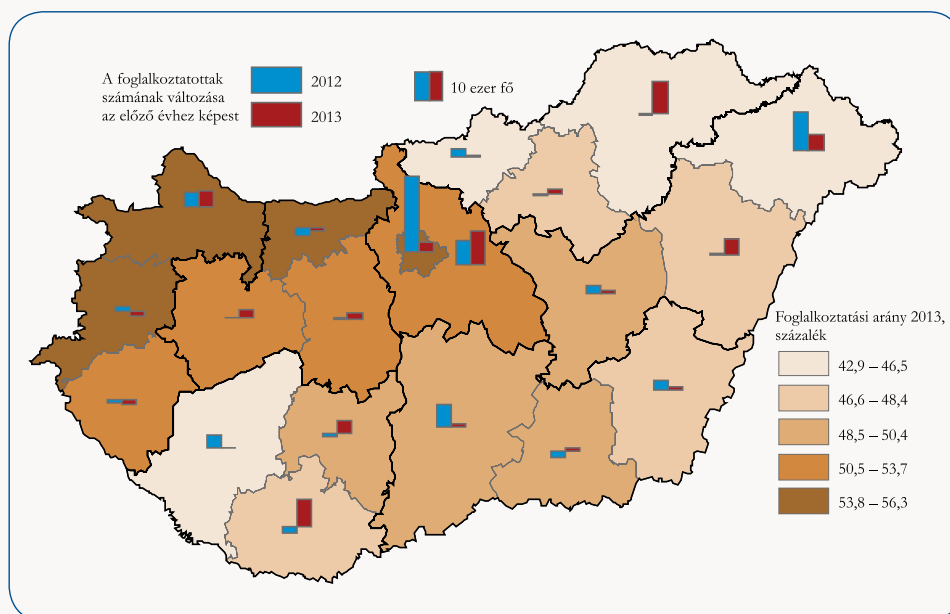 A foglalkoztatottak
számának változása
az előző évhez képest
2012
2013
10 ezer fő
Foglalkoztatási arány 2013,
százalék
42,9 – 46,5
46,6 – 48,4
48,5 – 50,4
50,5 – 53,7
53,8 – 56,3